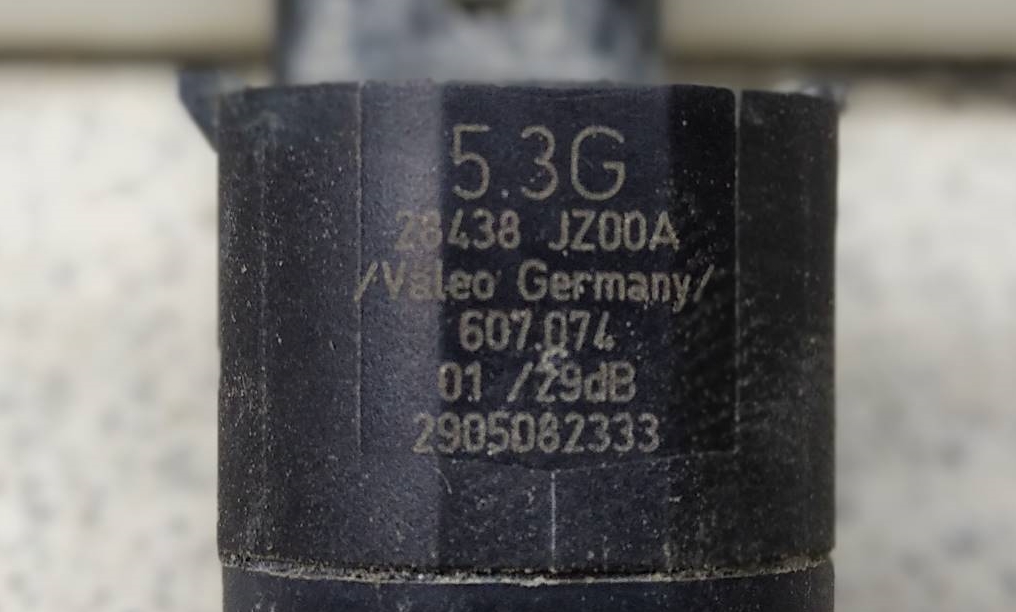 5.3G
28438 JZ00A
/Valeo Germany/
607.074
01 /29dB
2905082333